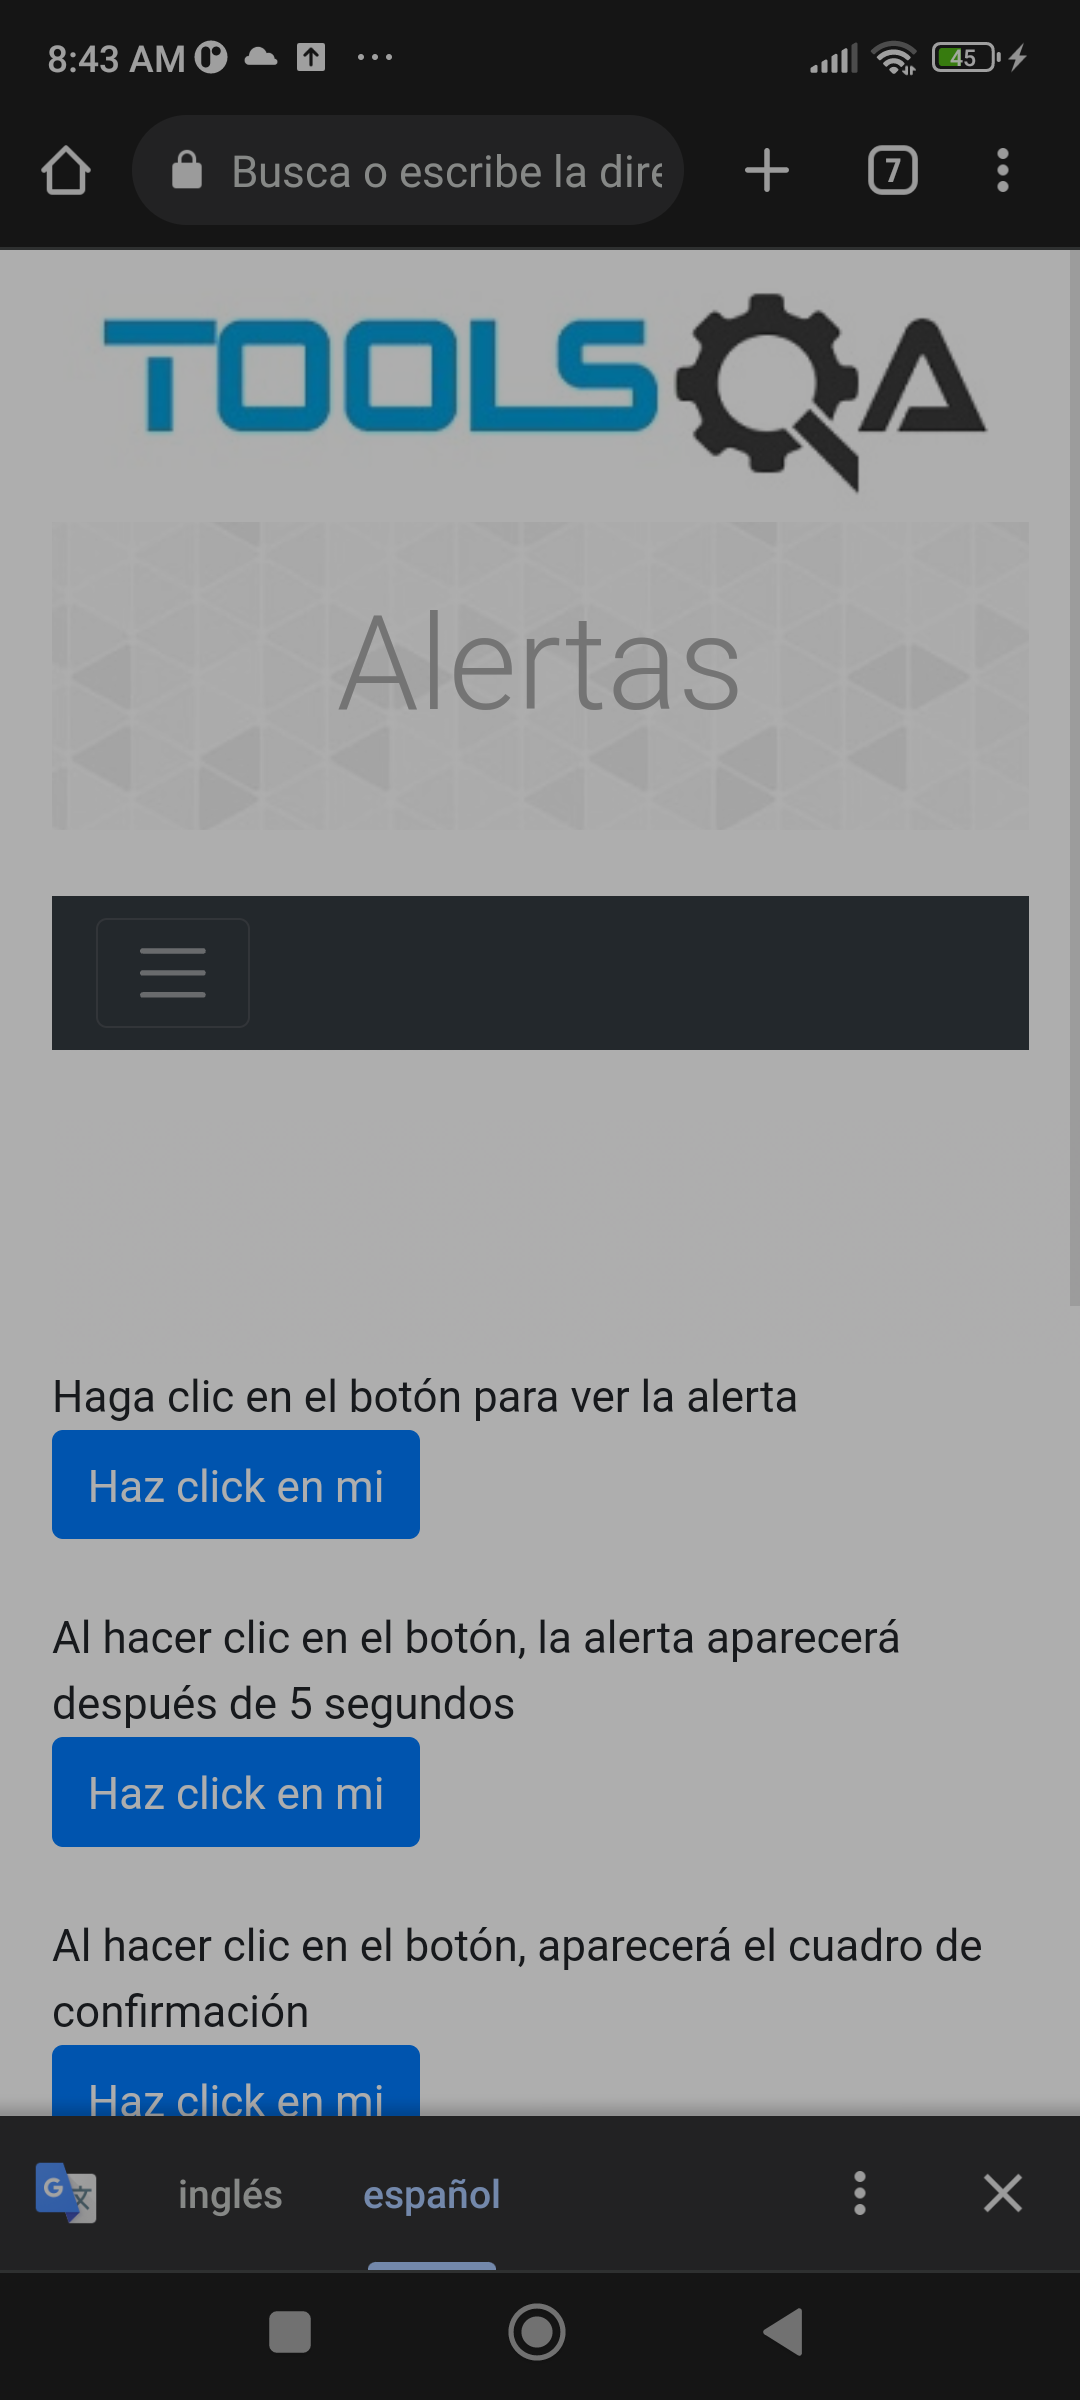 8:43 AM
45
Busca o escribe la dire
7
TOOLSQA
Alertas
Haga clic en el botón para ver la alerta
Haz click en mi
Al hacer clic en el botón, la alerta aparecerá
después de 5 segundos
Haz click en mi
Al hacer clic en el botón, aparecerá el cuadro de
confirmación
Haz click en mi
G 文
inglés español